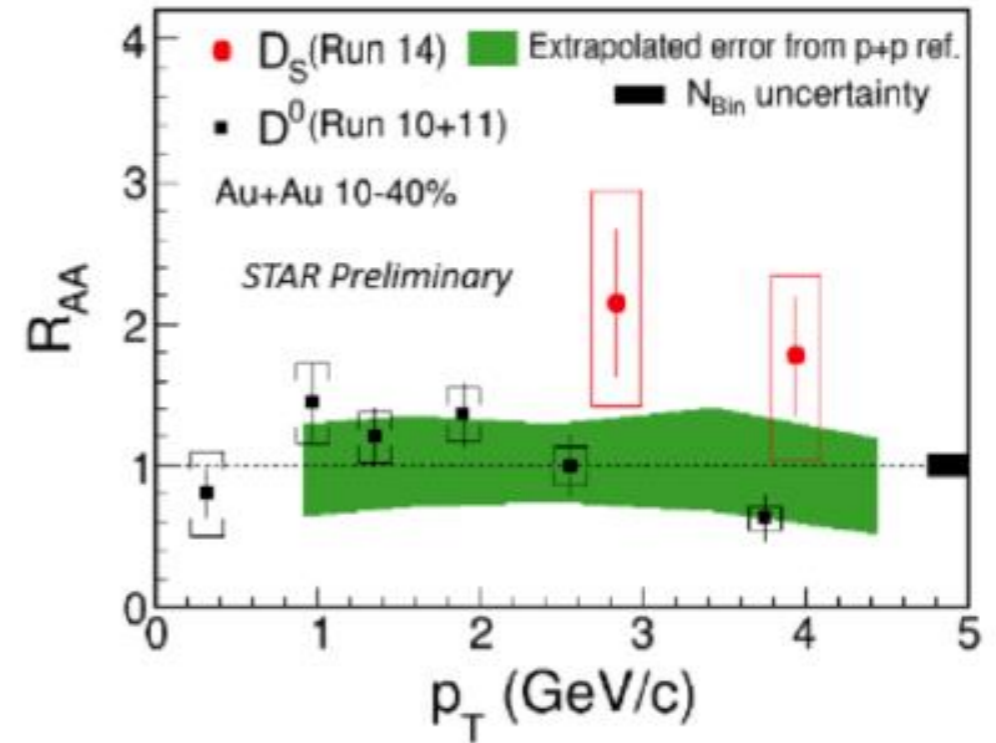 D_S(Run 14) Extrapolated error from p+p ref.
N_Bin uncertainty
D^0(Run 10+11)
Au+Au 10-40%
STAR Preliminary
R_AA
4
3
2
1
0
0 1 2 3 4 5
p_T (GeV/c)